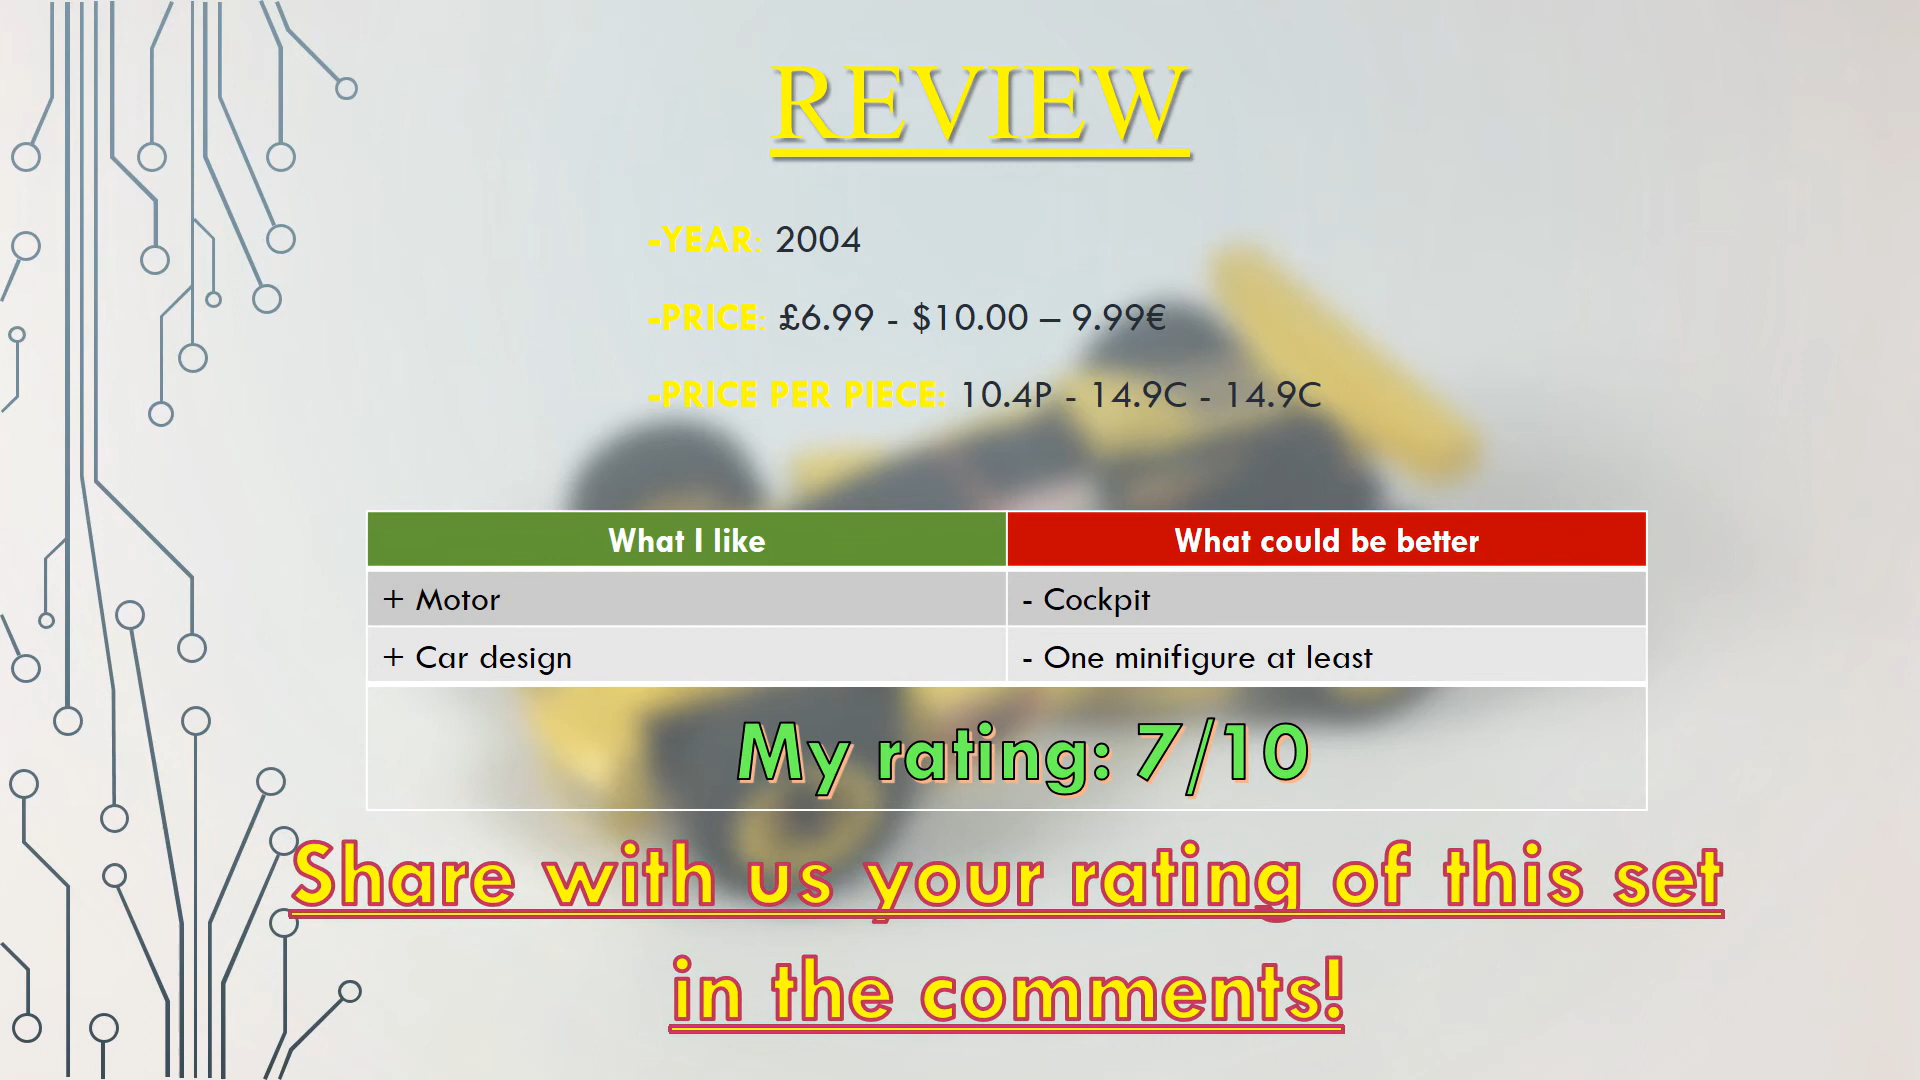 REVIEW
-YEAR: 2004
-PRICE: £6.99 - $10.00 – 9.99€
-PRICE PER PIECE: 10.4P - 14.9C - 14.9C
What I like What could be better
+ Motor - Cockpit
+ Car design - One minifigure at least
My rating: 7/10
Share with us your rating of this set
in the comments!